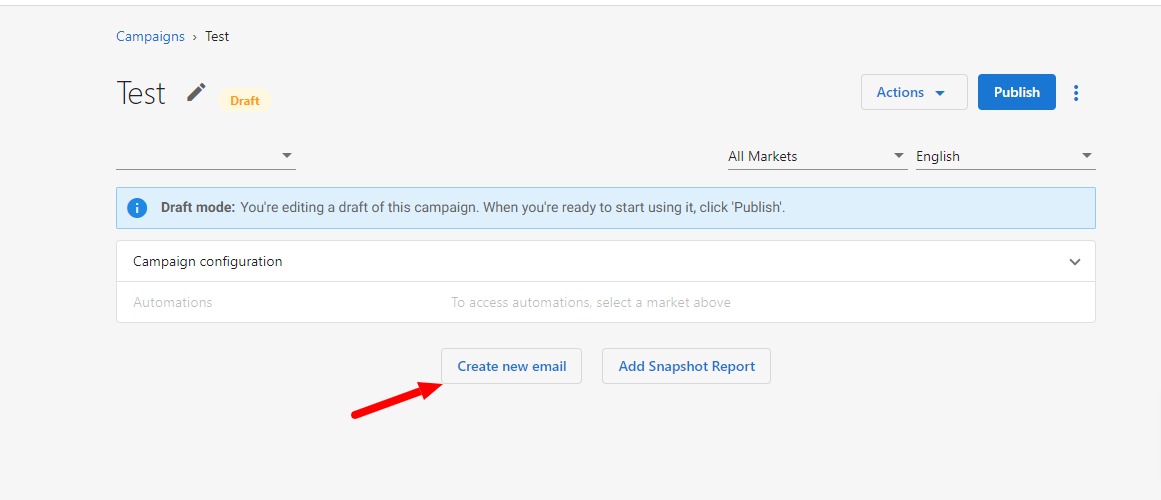 Campaigns › Test
Test Draft Actions Publish
All Markets English
Draft mode: You're editing a draft of this campaign. When you're ready to start using it, click 'Publish'.
Campaign configuration
Automations To access automations, select a market above
Create new email Add Snapshot Report